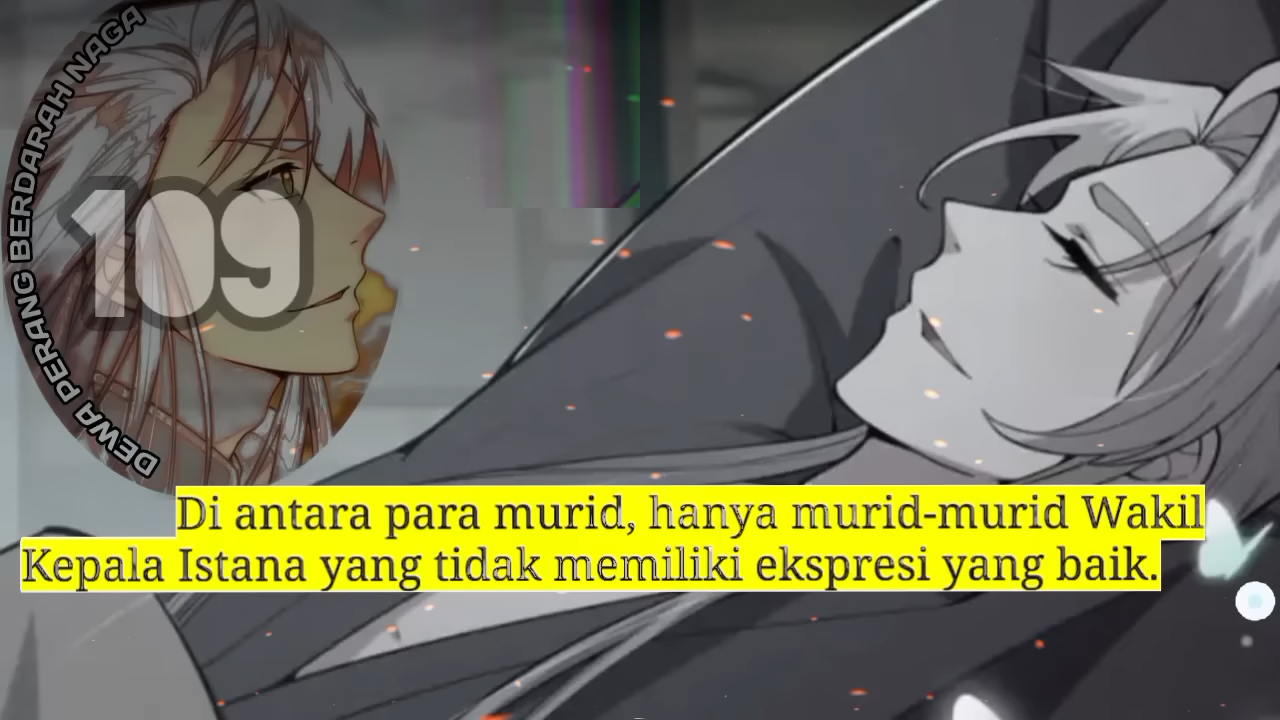 DEWA PERANG BERDARAH NAGA
109
Di antara para murid, hanya murid-murid Wakil
Kepala Istana yang tidak memiliki ekspresi yang baik.